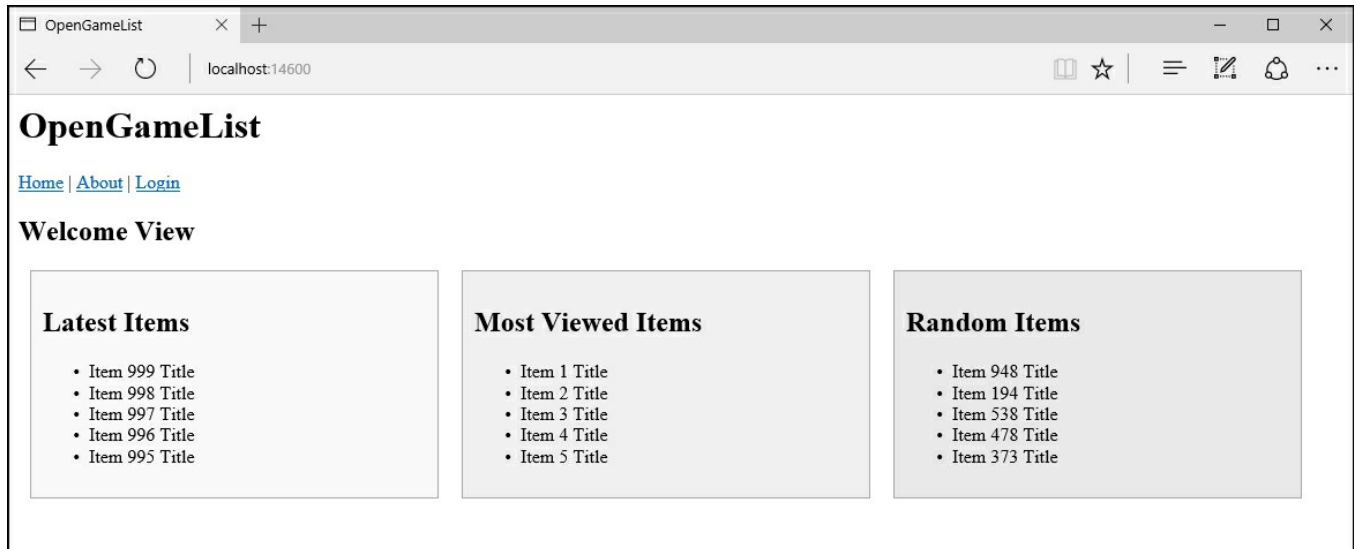 OpenGameList
localhost:14600
OpenGameList
Home | About | Login
Welcome View
Latest Items
• Item 999 Title
• Item 998 Title
• Item 997 Title
• Item 996 Title
• Item 995 Title
Most Viewed Items
• Item 1 Title
• Item 2 Title
• Item 3 Title
• Item 4 Title
• Item 5 Title
Random Items
• Item 948 Title
• Item 194 Title
• Item 538 Title
• Item 478 Title
• Item 373 Title